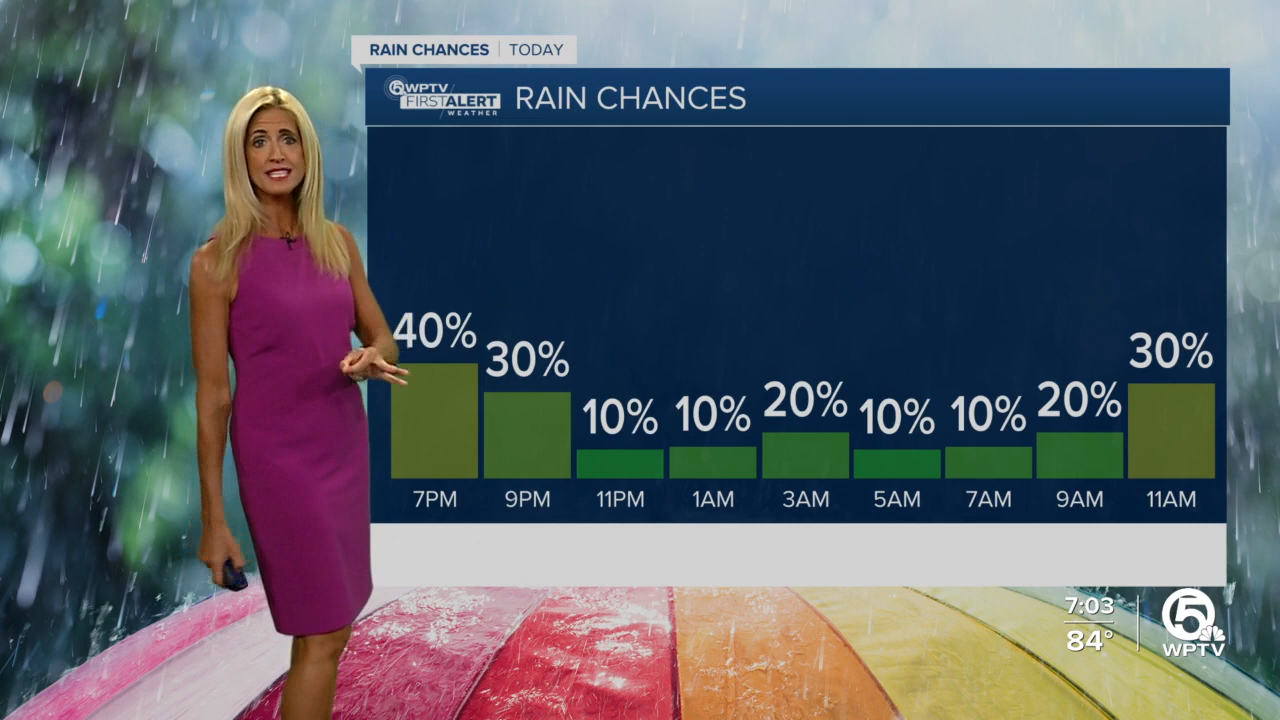 RAIN CHANCES | TODAY
5 WPTV
FIRST ALERT
WEATHER
RAIN CHANCES
40%
30%
10%
10%
20%
10%
10%
20%
30%
7PM
9PM
11PM
1AM
3AM
5AM
7AM
9AM
11AM
7:03
84°
5
WPTV